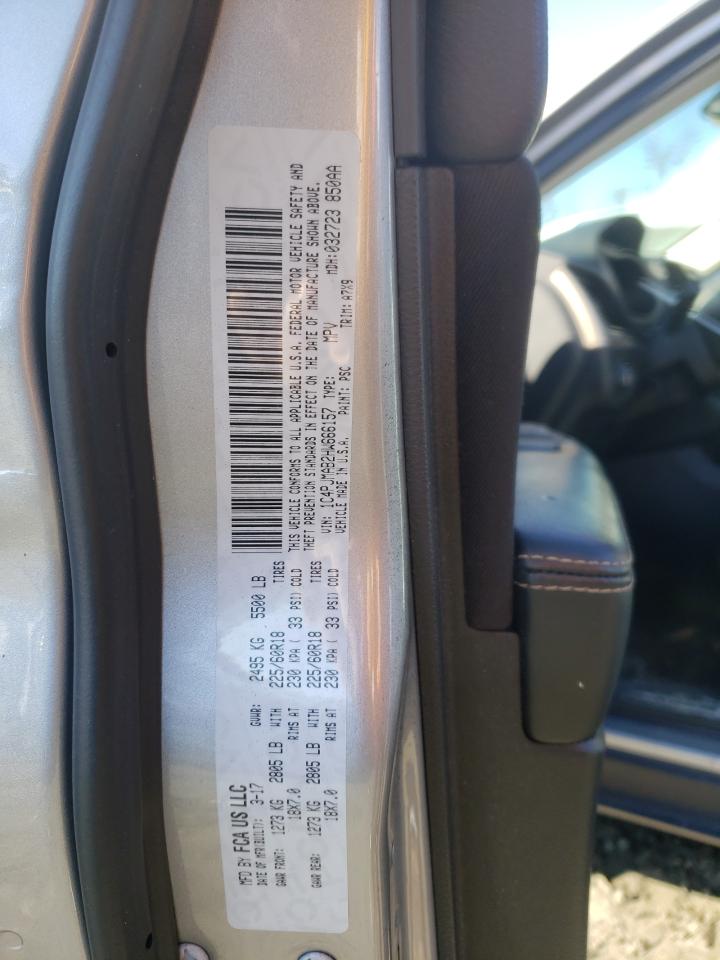 MFD BY FCA US LLC
DATE OF MFR(BUILT): 3-17 GVWR: 2495 KG 5500 LB
GAWR FRONT: 1273 KG 2805 LB WITH 225/60R18 TIRES
18X7.0 RIMS AT 230 KPA ( 33 PSI) COLD
GAWR REAR: 1273 KG 2805 LB WITH 225/60R18 TIRES
18X7.0 RIMS AT 230 KPA ( 33 PSI) COLD
THIS VEHICLE CONFORMS TO ALL APPLICABLE U.S.A. FEDERAL MOTOR VEHICLE SAFETY AND
THEFT PREVENTION STANDARDS IN EFFECT ON THE DATE OF MANUFACTURE SHOWN ABOVE.
VIN: 1C4PJMAB2HW666157 TYPE: MPV MDH:032723 850AA
VEHICLE MADE IN U.S.A. PAINT: PSC TRIM: A7X9